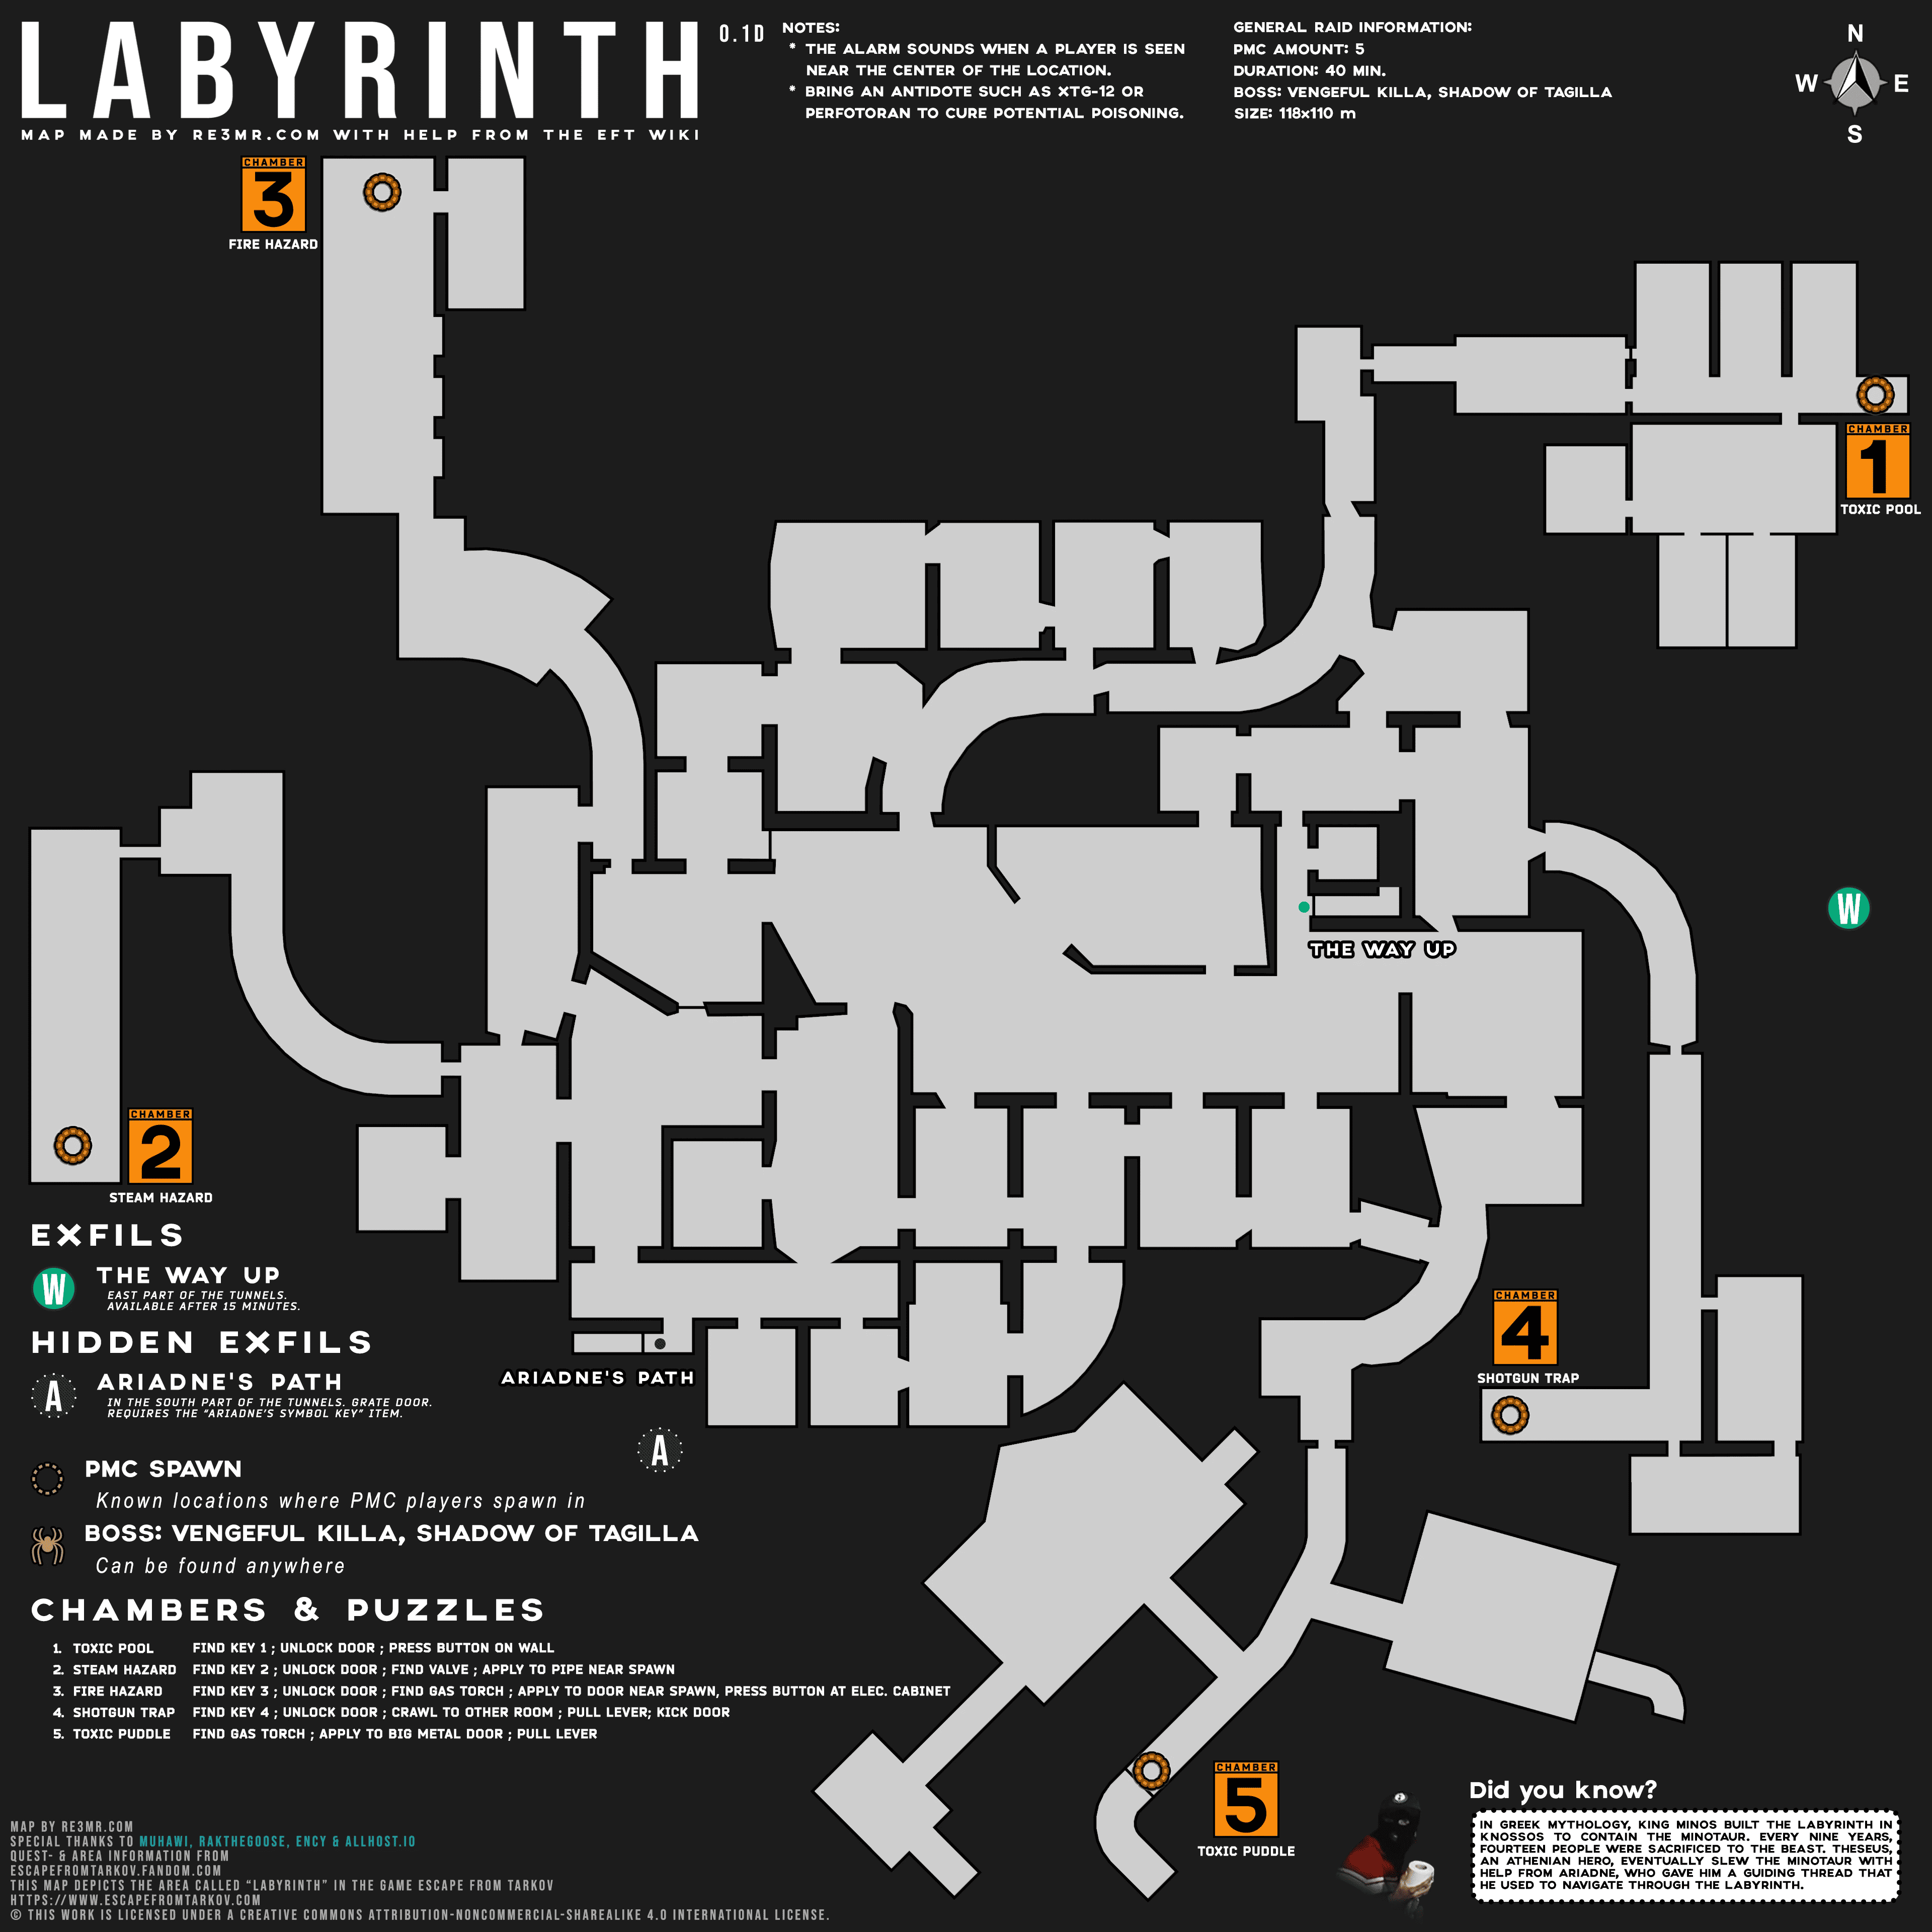 LABYRINTH
0.1D
MAP MADE BY RE3MR.COM WITH HELP FROM THE EFT WIKI
NOTES:
* THE ALARM SOUNDS WHEN A PLAYER IS SEEN
NEAR THE CENTER OF THE LOCATION.
* BRING AN ANTIDOTE SUCH AS XTG-12 OR
PERFOTORAN TO CURE POTENTIAL POISONING.
GENERAL RAID INFORMATION:
PMC AMOUNT: 5
DURATION: 40 MIN.
BOSS: VENGEFUL KILLA, SHADOW OF TAGILLA
SIZE: 118x110 m
N
W E
S
CHAMBER
3
FIRE HAZARD
CHAMBER
1
TOXIC POOL
W
THE WAY UP
CHAMBER
2
STEAM HAZARD
CHAMBER
4
SHOTGUN TRAP
ARIADNE'S PATH
A
EXFILS
W THE WAY UP
EAST PART OF THE TUNNELS.
AVAILABLE AFTER 15 MINUTES.
HIDDEN EXFILS
A ARIADNE'S PATH
IN THE SOUTH PART OF THE TUNNELS. GRATE DOOR.
REQUIRES THE "ARIADNE'S SYMBOL KEY" ITEM.
PMC SPAWN
Known locations where PMC players spawn in
BOSS: VENGEFUL KILLA, SHADOW OF TAGILLA
Can be found anywhere
CHAMBERS & PUZZLES
1. TOXIC POOL FIND KEY 1 ; UNLOCK DOOR ; PRESS BUTTON ON WALL
2. STEAM HAZARD FIND KEY 2 ; UNLOCK DOOR ; FIND VALVE ; APPLY TO PIPE NEAR SPAWN
3. FIRE HAZARD FIND KEY 3 ; UNLOCK DOOR ; FIND GAS TORCH ; APPLY TO DOOR NEAR SPAWN, PRESS BUTTON AT ELEC. CABINET
4. SHOTGUN TRAP FIND KEY 4 ; UNLOCK DOOR ; CRAWL TO OTHER ROOM ; PULL LEVER; KICK DOOR
5. TOXIC PUDDLE FIND GAS TORCH ; APPLY TO BIG METAL DOOR ; PULL LEVER
CHAMBER
5
TOXIC PUDDLE
Did you know?
IN GREEK MYTHOLOGY, KING MINOS BUILT THE LABYRINTH IN
KNOSSOS TO CONTAIN THE MINOTAUR. EVERY NINE YEARS,
FOURTEEN PEOPLE WERE SACRIFICED TO THE BEAST. THESEUS,
AN ATHENIAN HERO, EVENTUALLY SLEW THE MINOTAUR WITH
HELP FROM ARIADNE, WHO GAVE HIM A GUIDING THREAD THAT
HE USED TO NAVIGATE THROUGH THE LABYRINTH.
MAP BY RE3MR.COM
SPECIAL THANKS TO MUHAWI, RAKTHEGOOSE, ENCY & ALLHOST.IO
QUEST- & AREA INFORMATION FROM
ESCAPEFROMTARKOV.FANDOM.COM
THIS MAP DEPICTS THE AREA CALLED "LABYRINTH" IN THE GAME ESCAPE FROM TARKOV
HTTPS://WWW.ESCAPEFROMTARKOV.COM
© THIS WORK IS LICENSED UNDER A CREATIVE COMMONS ATTRIBUTION-NONCOMMERCIAL-SHAREALIKE 4.0 INTERNATIONAL LICENSE.